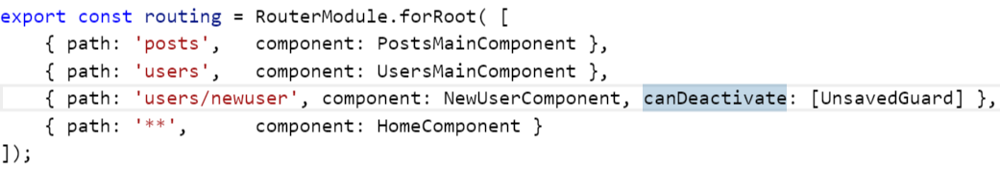 export const routing = RouterModule.forRoot( [
    { path: 'posts',   component: PostsMainComponent },
    { path: 'users',   component: UsersMainComponent },
    { path: 'users/newuser', component: NewUserComponent, canDeactivate: [UnsavedGuard] },
    { path: '**',      component: HomeComponent }
]);